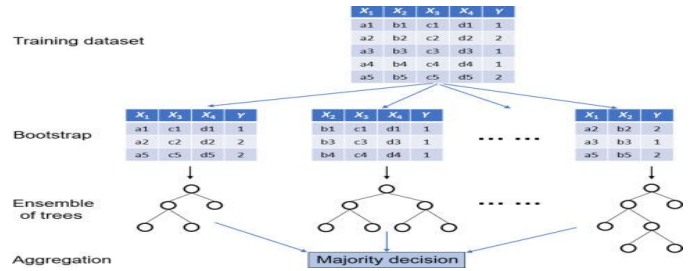 X1 X2 X3 X4 Y
a1 b1 c1 d1 1
a2 b2 c2 d2 2
a3 b3 c3 d3 1
a4 b4 c4 d4 1
a5 b5 c5 d5 2
Training dataset
X1 X3 X4 Y
a1 c1 d1 1
a2 c2 d2 2
a5 c5 d5 2
X2 X3 X4 Y
b1 c1 d1 1
b3 c3 d3 1
b4 c4 d4 1
X1 X2 Y
a2 b2 2
a3 b3 1
a5 b5 2
Bootstrap
... ...
Ensemble
of trees
... ...
Aggregation
Majority decision